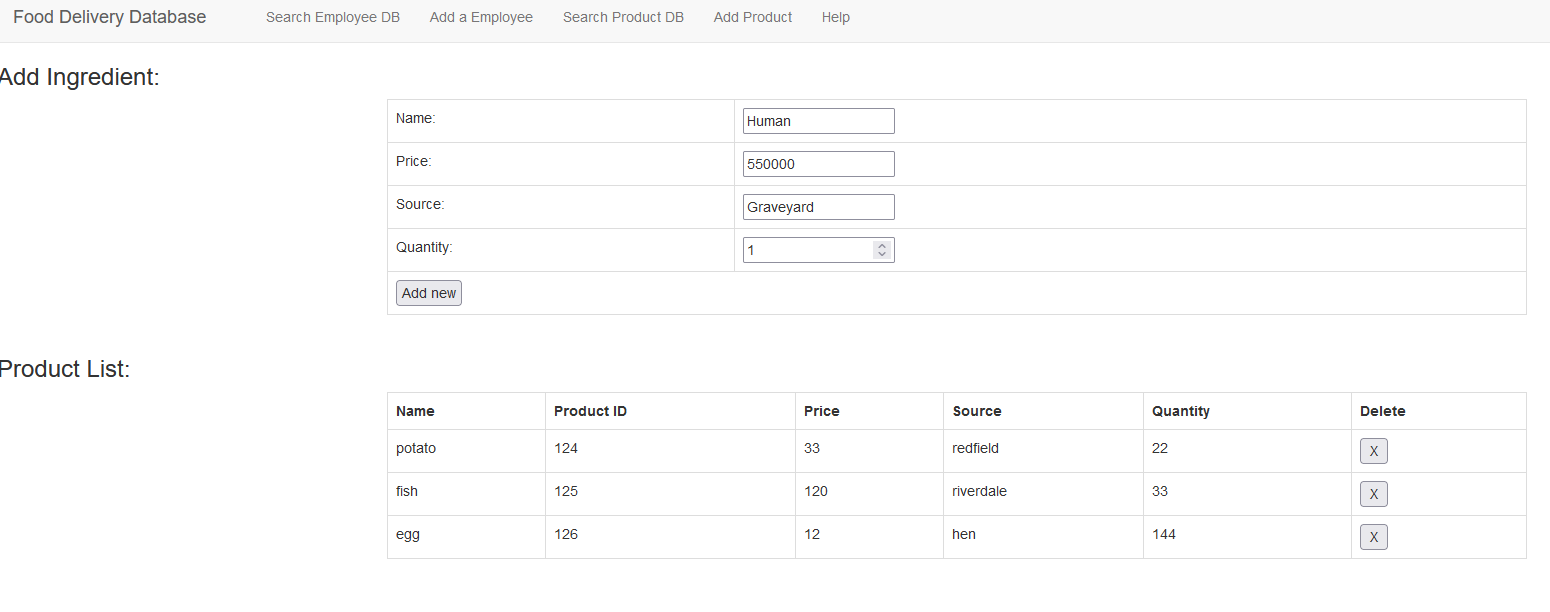 Food Delivery Database Search Employee DB Add a Employee Search Product DB Add Product Help
Add Ingredient:
Name: Human
Price: 550000
Source: Graveyard
Quantity: 1
Add new
Product List:
Name Product ID Price Source Quantity Delete
potato 124 33 redfield 22 X
fish 125 120 riverdale 33 X
egg 126 12 hen 144 X